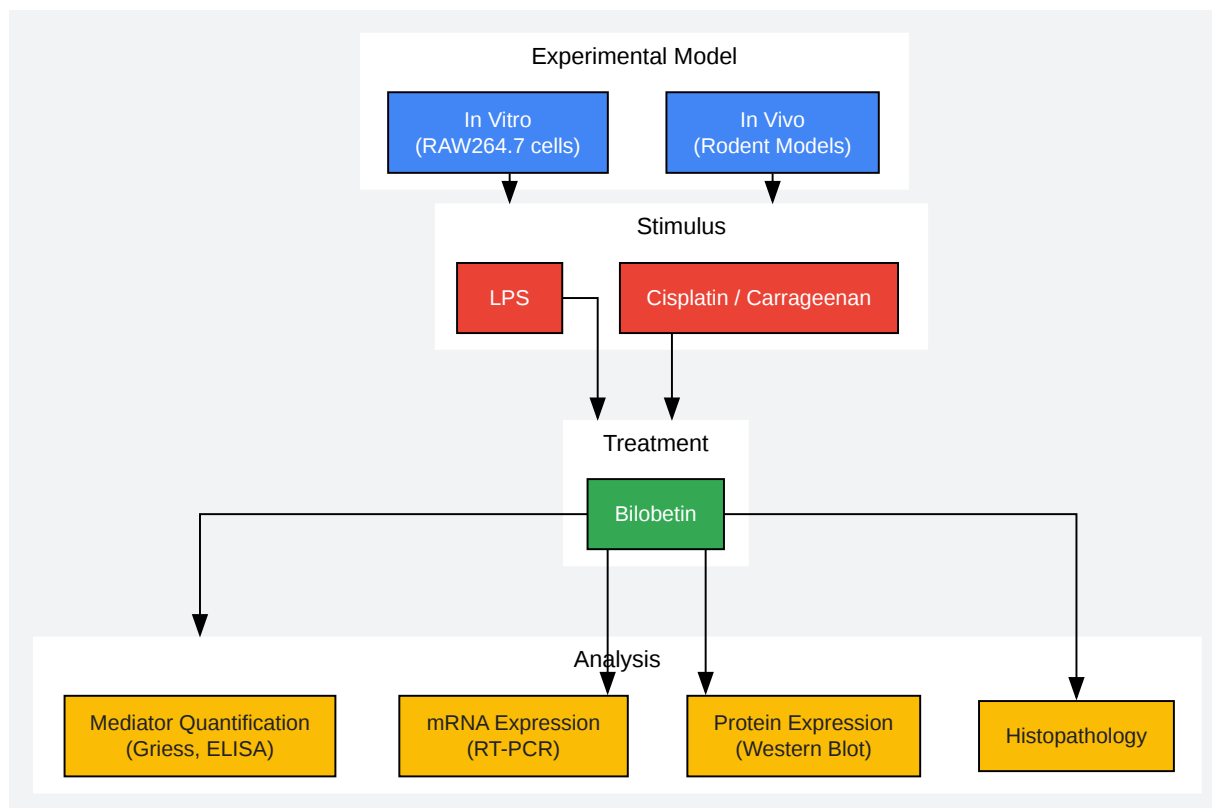 Experimental Model
In Vitro
(RAW264.7 cells)
In Vivo
(Rodent Models)
Stimulus
LPS
Cisplatin / Carrageenan
Treatment
Bilobetin
Analysis
Mediator Quantification
(Griess, ELISA)
mRNA Expression
(RT-PCR)
Protein Expression
(Western Blot)
Histopathology